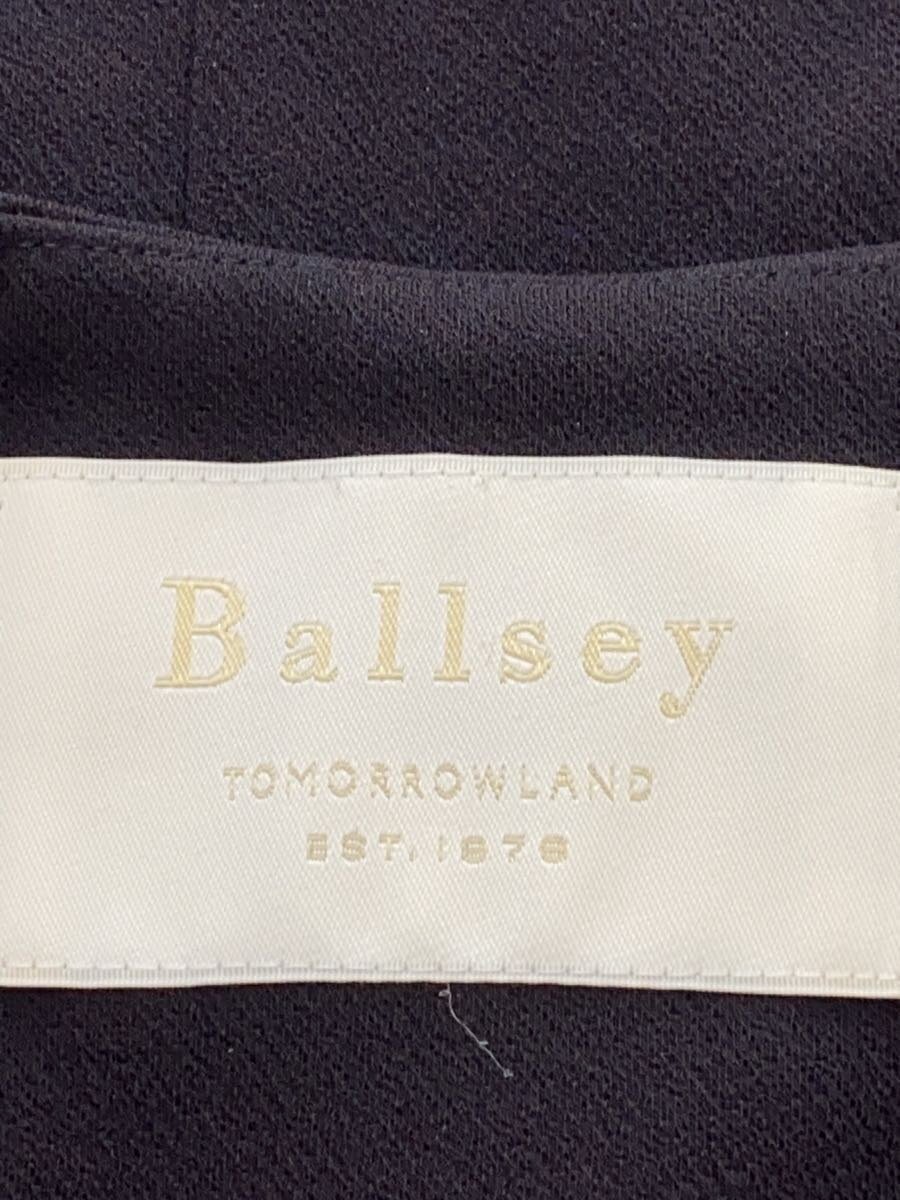 Ballsey
TOMORROWLAND
EST. 1978